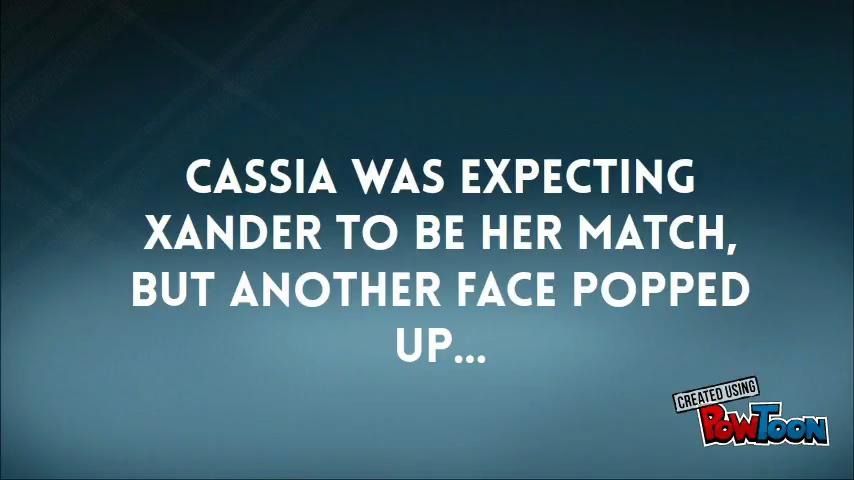 CASSIA WAS EXPECTING
XANDER TO BE HER MATCH,
BUT ANOTHER FACE POPPED
UP...
CREATED USING
POWTOON